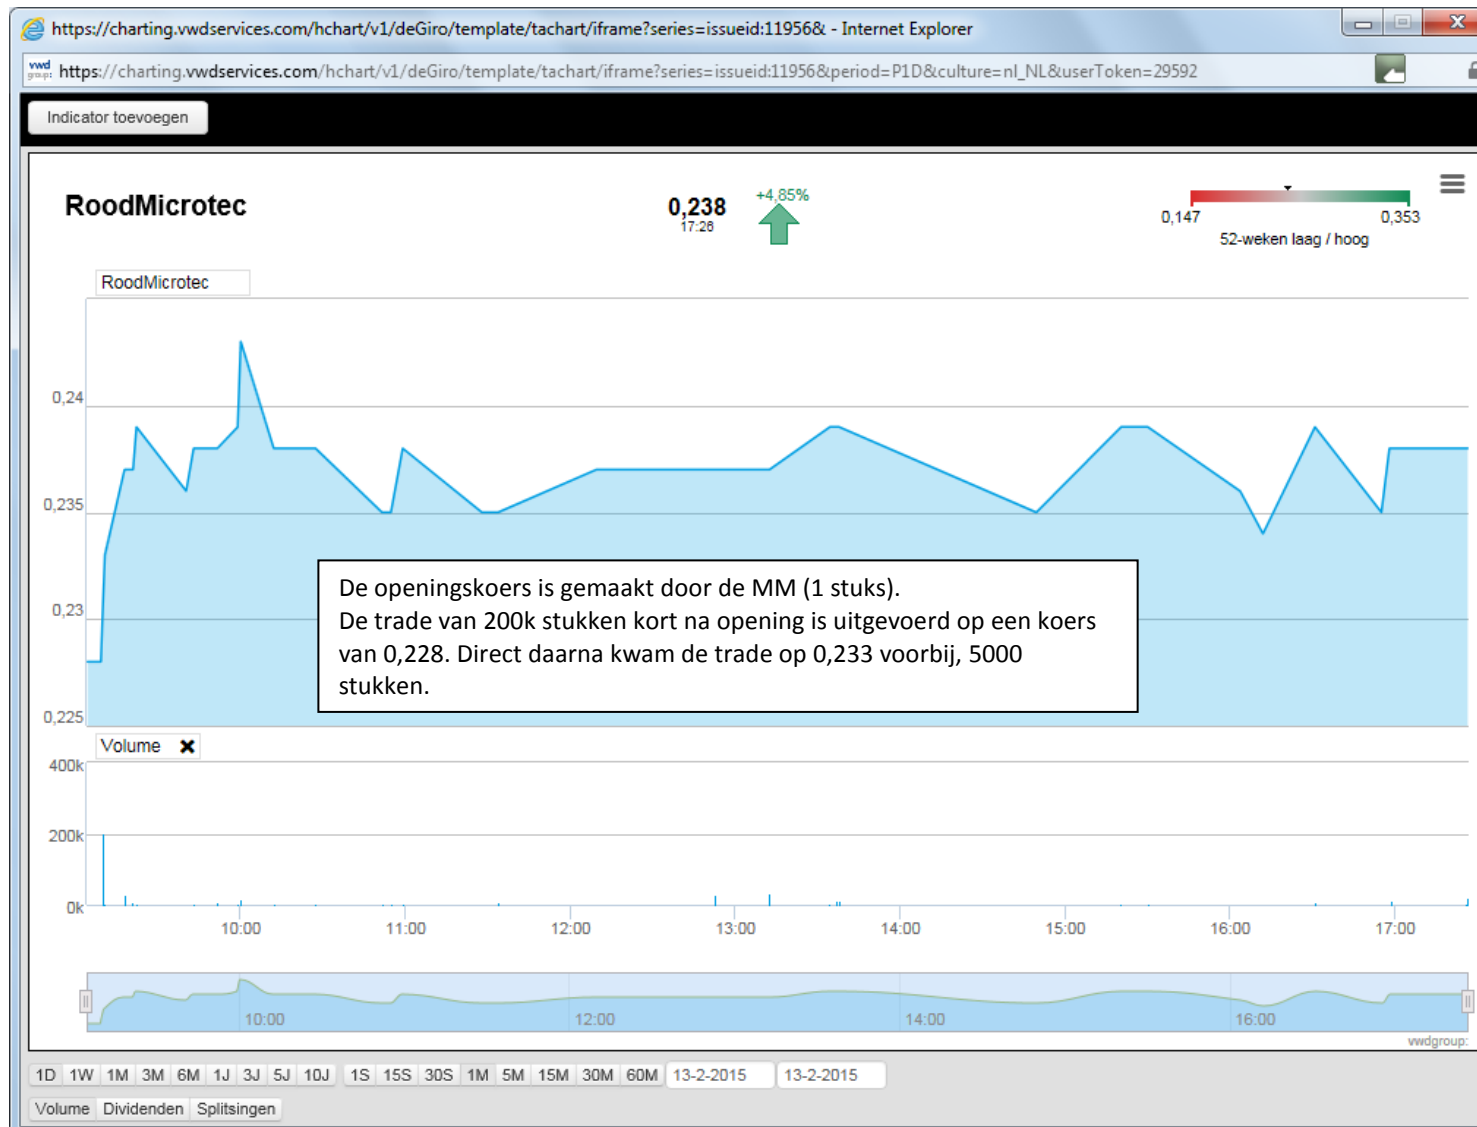 https://charting.vwdservices.com/hchart/v1/deGiro/template/tachart/iframe?series=issueid:11956& - Internet Explorer
vwd group: https://charting.vwdservices.com/hchart/v1/deGiro/template/tachart/iframe?series=issueid:11956&period=P1D&culture=nl_NL&userToken=29592
Indicator toevoegen
RoodMicrotec
0,238
17:26
+4,85%
0,147 0,353
52-weken laag / hoog
RoodMicrotec
0,24
0,235
0,23
0,225
De openingskoers is gemaakt door de MM (1 stuks).
De trade van 200k stukken kort na opening is uitgevoerd op een koers
van 0,228. Direct daarna kwam de trade op 0,233 voorbij, 5000
stukken.
Volume
400k
200k
0k
10:00 11:00 12:00 13:00 14:00 15:00 16:00 17:00
10:00 12:00 14:00 16:00
vwdgroup:
1D 1W 1M 3M 6M 1J 3J 5J 10J 1S 15S 30S 1M 5M 15M 30M 60M 13-2-2015 13-2-2015
Volume Dividenden Splitsingen